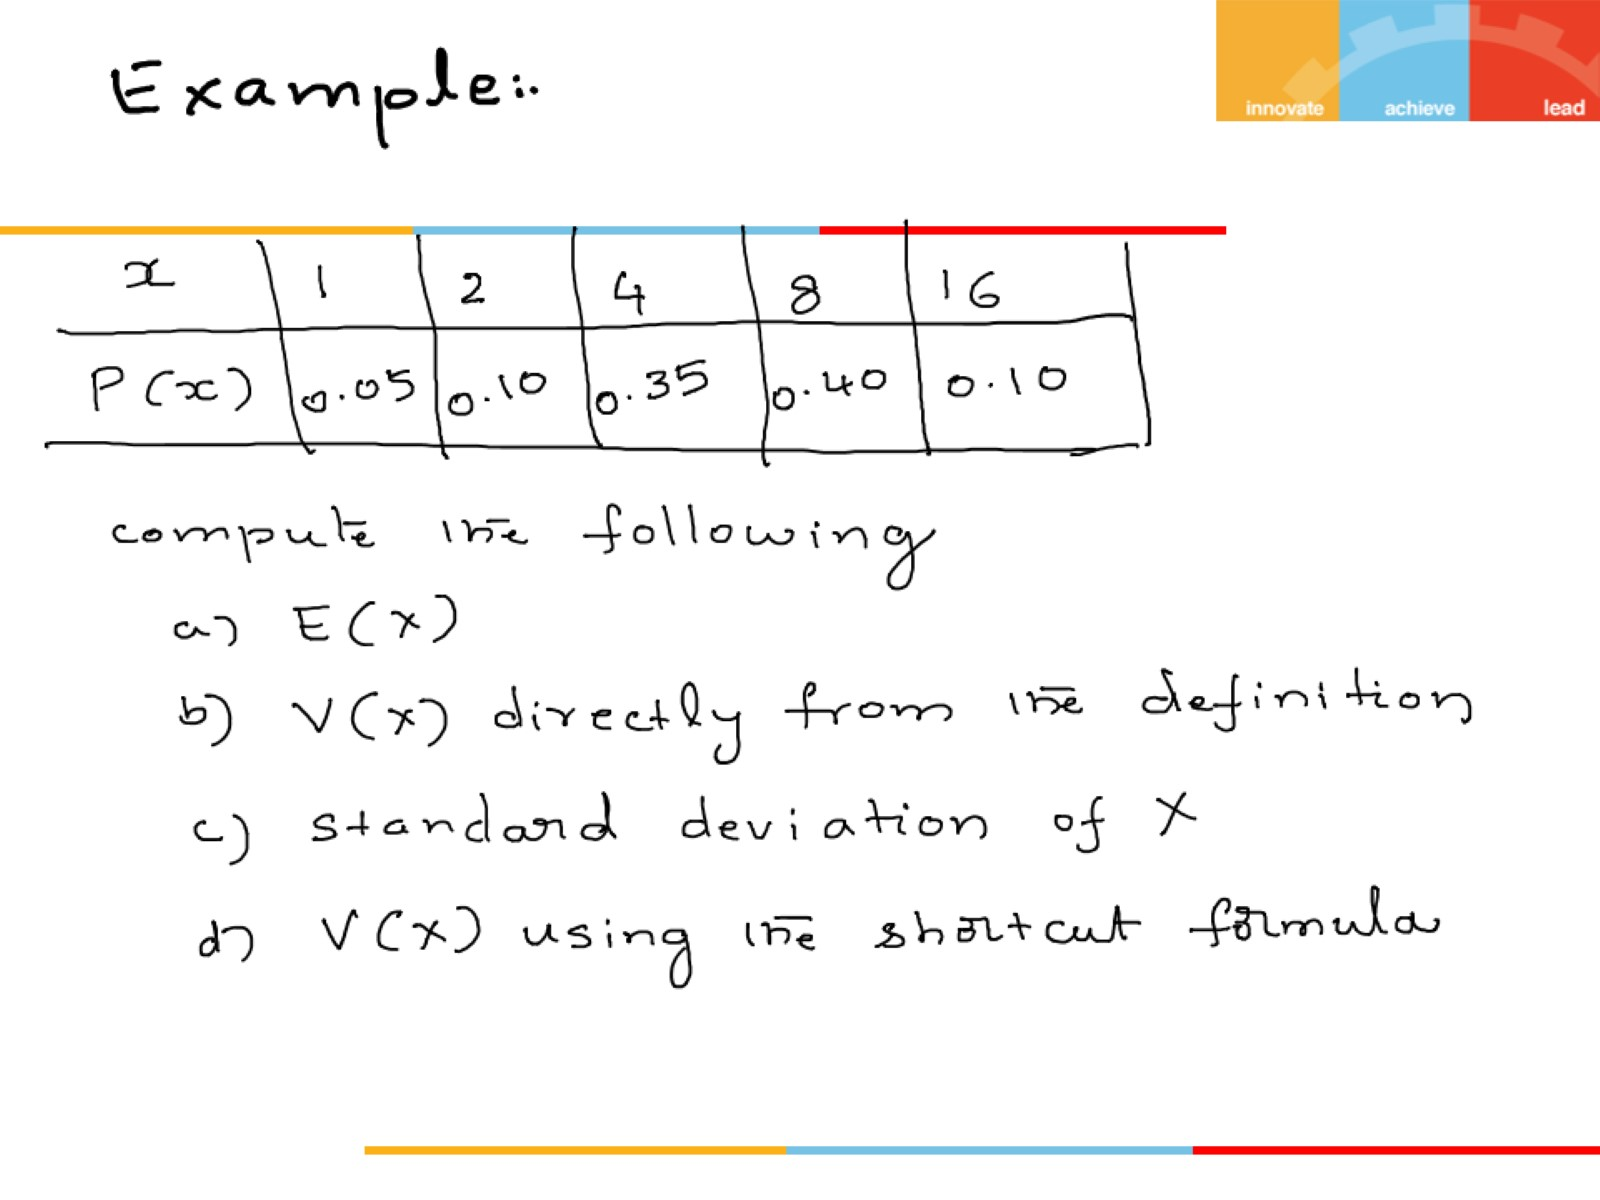 Example:.
innovate achieve lead
x 1 2 4 8 16
P(x) 0.05 0.10 0.35 0.40 0.10
compute the following
a) E(x)
b) V(x) directly from the definition
c) standard deviation of X
d) V(x) using the shortcut formula